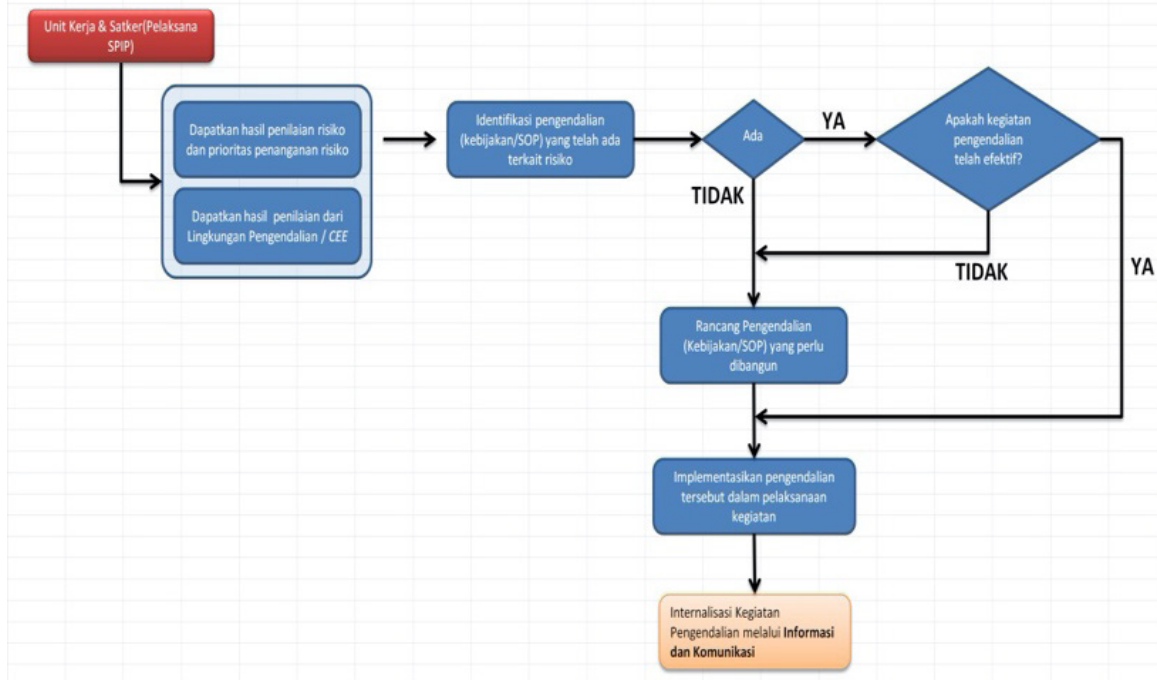 Unit Kerja & Satker(Pelaksana
SPIP)
Dapatkan hasil penilaian risiko
dan prioritas penanganan risiko
Dapatkan hasil penilaian dari
Lingkungan Pengendalian / CEE
Identifikasi pengendalian
(kebijakan/SOP) yang telah ada
terkait risiko
Ada
YA
Apakah kegiatan
pengendalian
telah efektif?
TIDAK
TIDAK
YA
Rancang Pengendalian
(Kebijakan/SOP) yang perlu
dibangun
Implementasikan pengendalian
tersebut dalam pelaksanaan
kegiatan
Internalisasi Kegiatan
Pengendalian melalui Informasi
dan Komunikasi